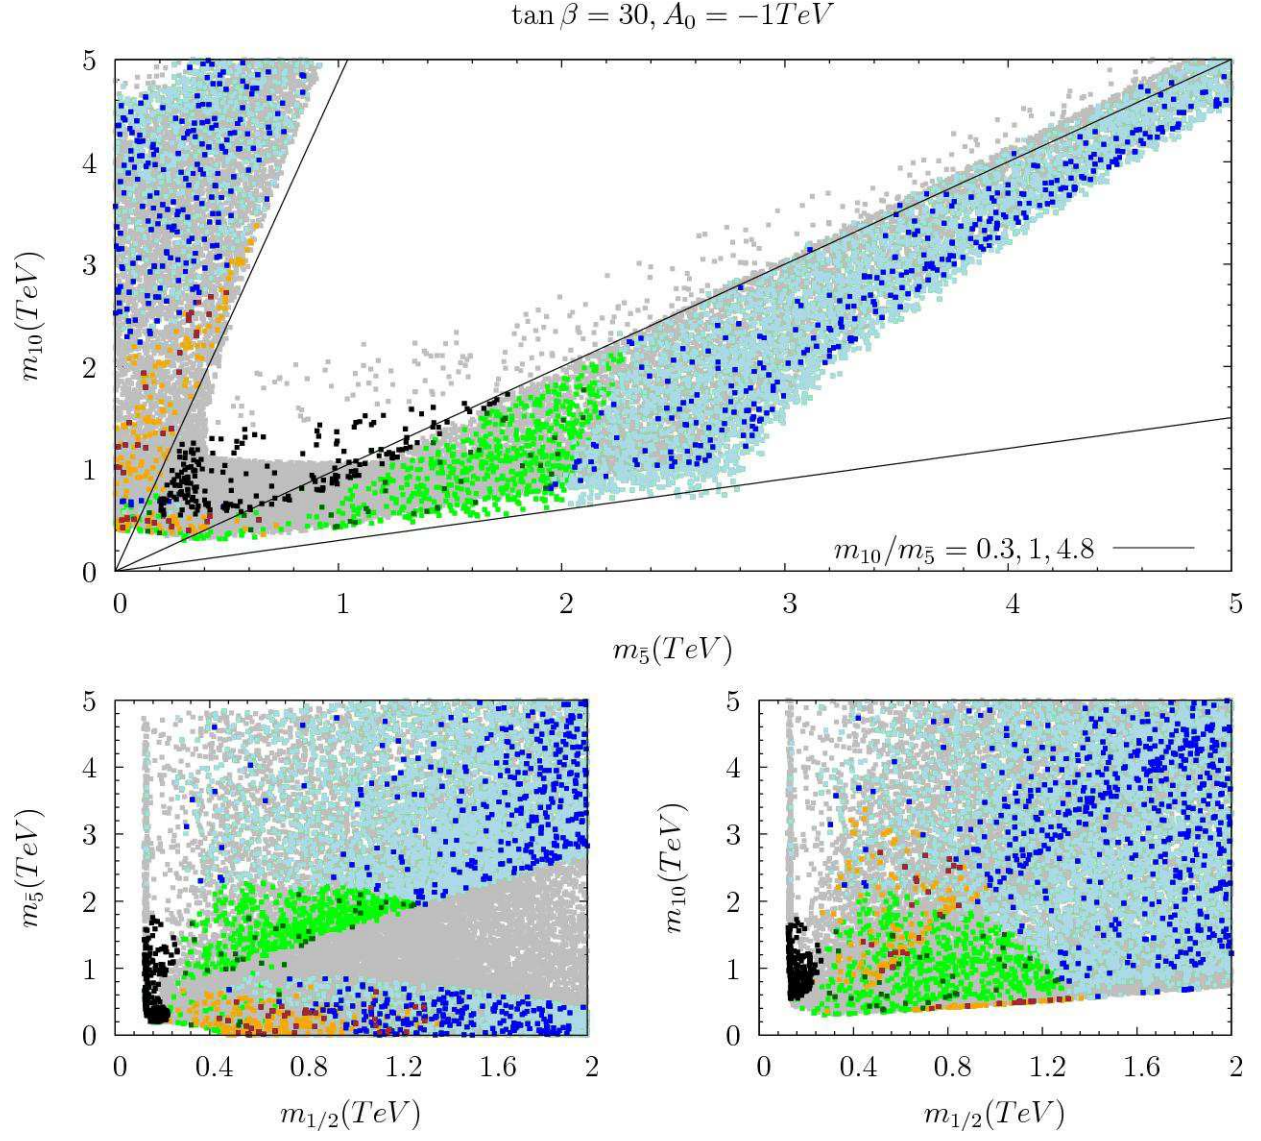 tan β = 30, A₀ = −1TeV
5
4
3
2
1
0
m₁₀(TeV)
m₁₀/m_5̄ = 0.3, 1, 4.8
0 1 2 3 4 5
m_5̄(TeV)
5
4
3
2
1
0
m_5̄(TeV)
0 0.4 0.8 1.2 1.6 2
m₁/₂(TeV)
5
4
3
2
1
0
m₁₀(TeV)
0 0.4 0.8 1.2 1.6 2
m₁/₂(TeV)